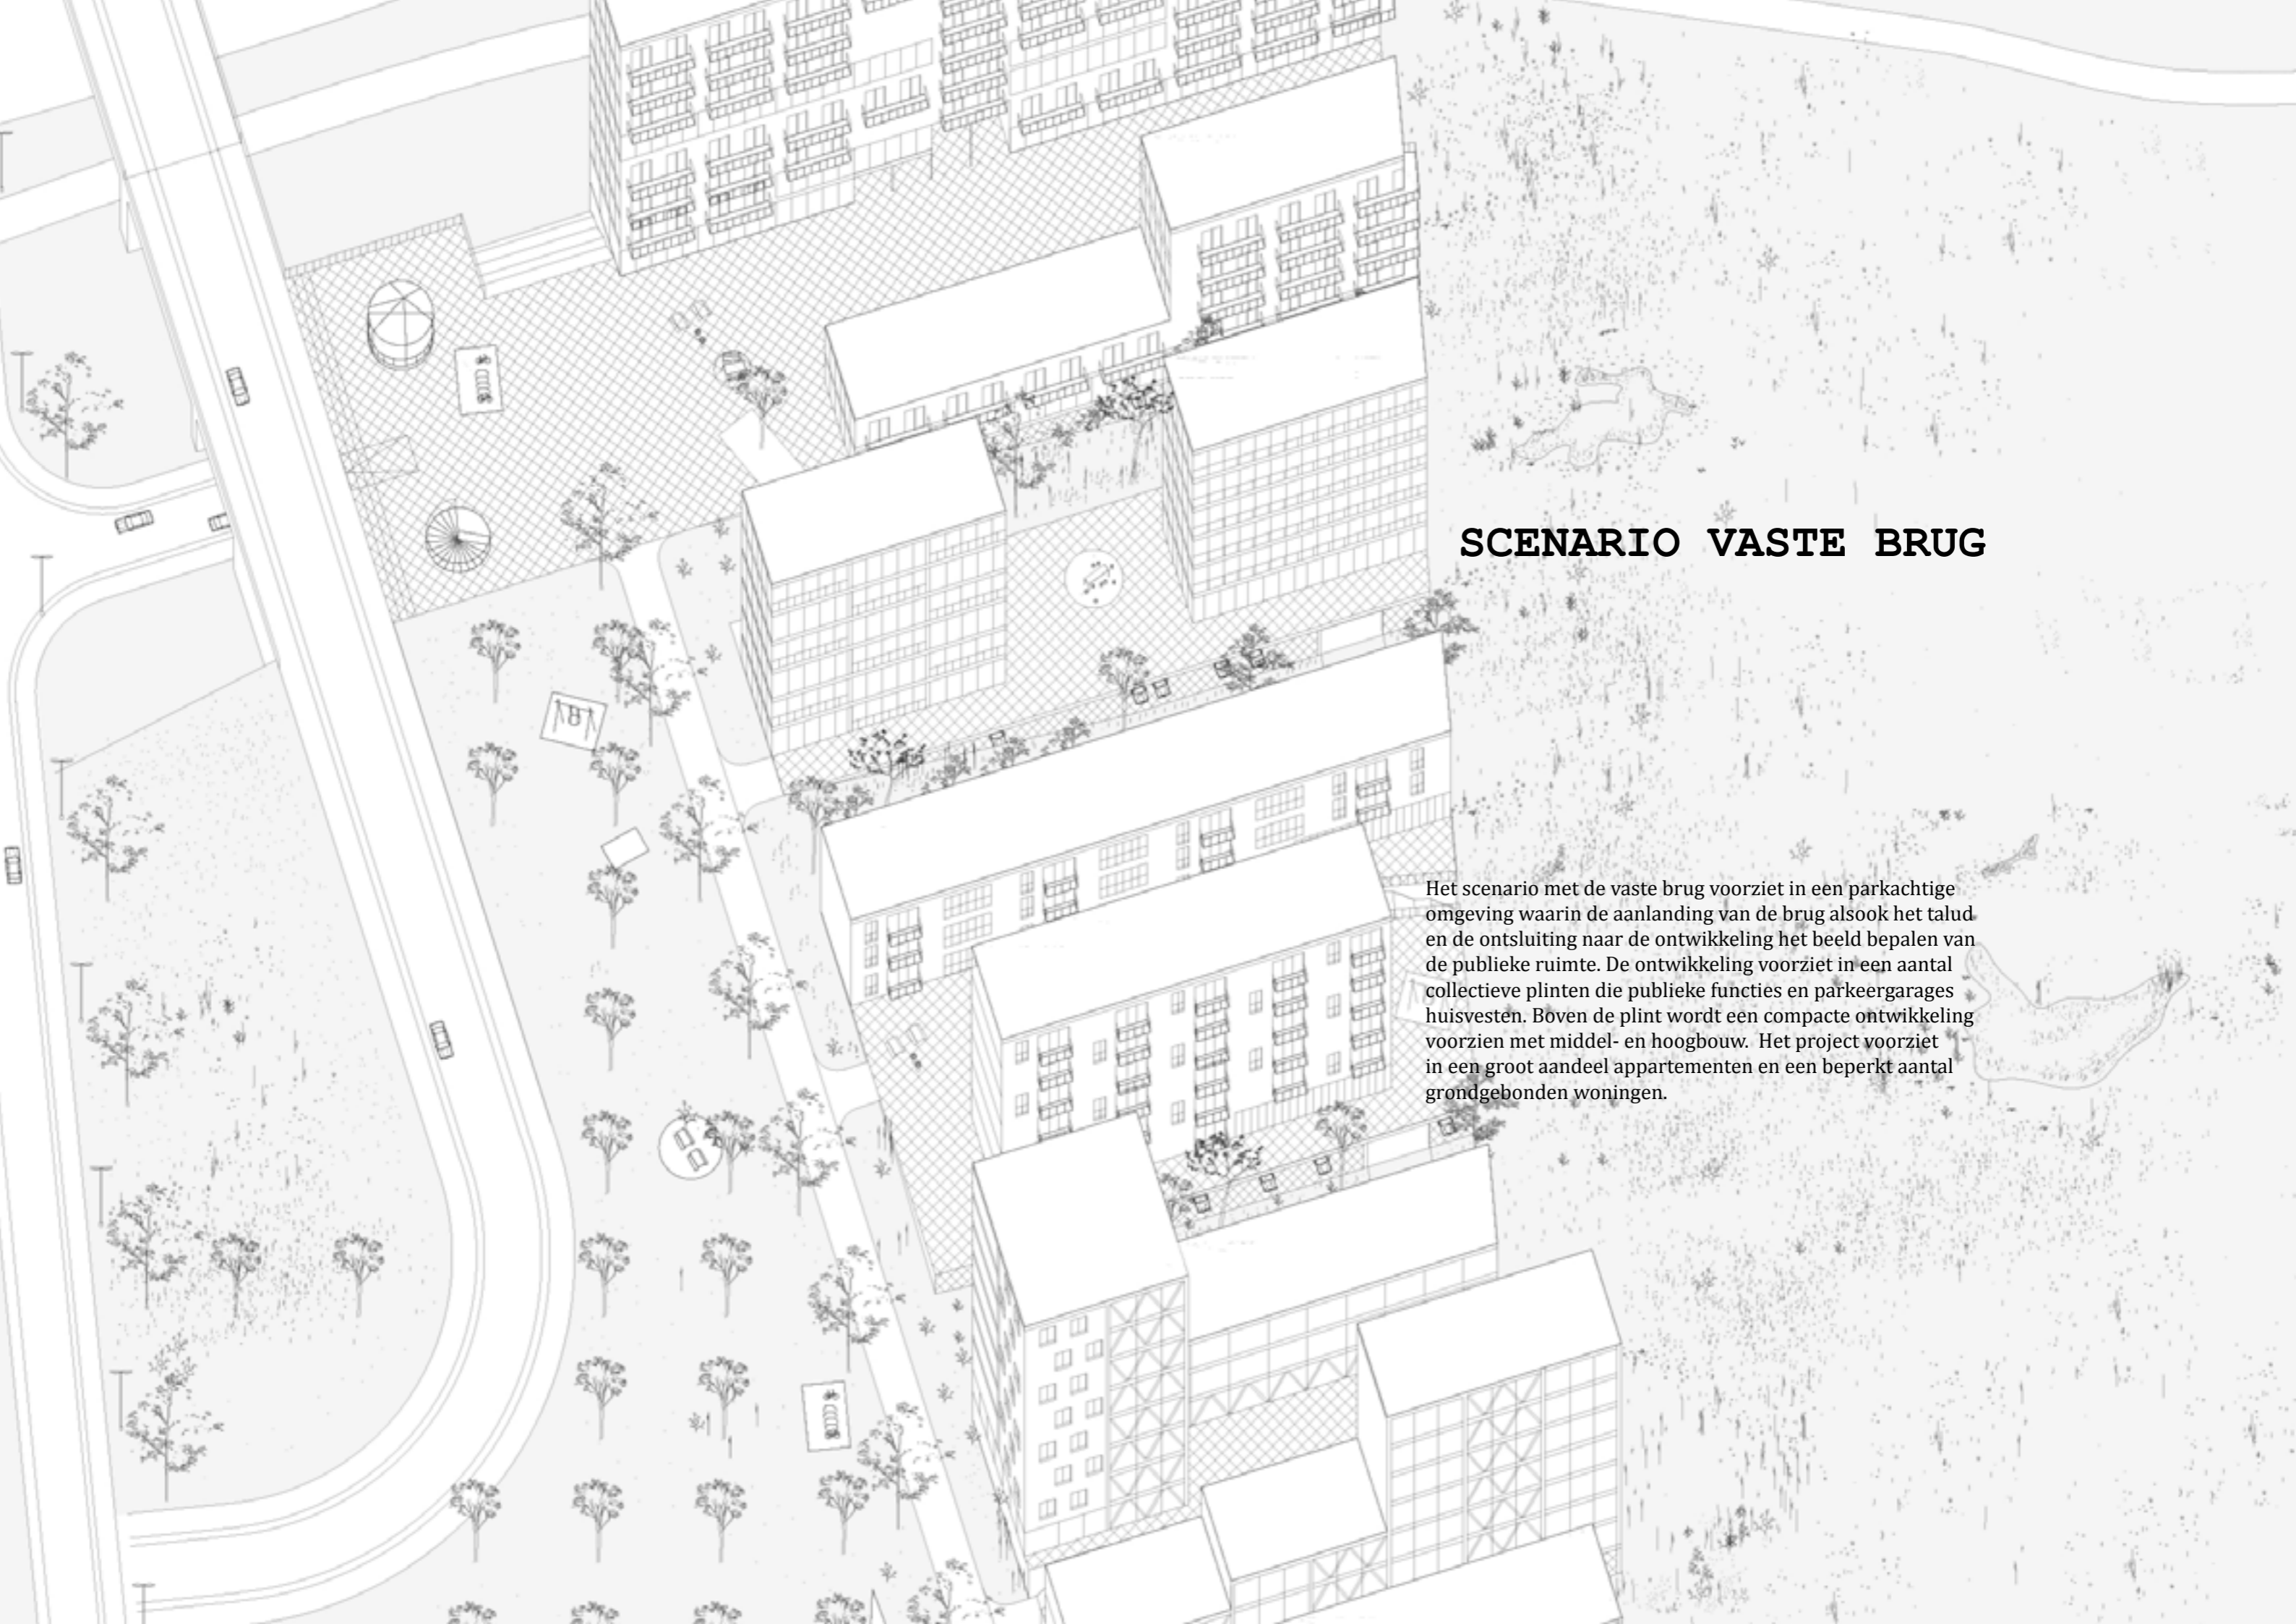 SCENARIO VASTE BRUG
Het scenario met de vaste brug voorziet in een parkachtige
omgeving waarin de aanlanding van de brug alsook het talud
en de ontsluiting naar de ontwikkeling het beeld bepalen van
de publieke ruimte. De ontwikkeling voorziet in een aantal
collectieve plinten die publieke functies en parkeergarages
huisvesten. Boven de plint wordt een compacte ontwikkeling
voorzien met middel- en hoogbouw.  Het project voorziet
in een groot aandeel appartementen en een beperkt aantal
grondgebonden woningen.